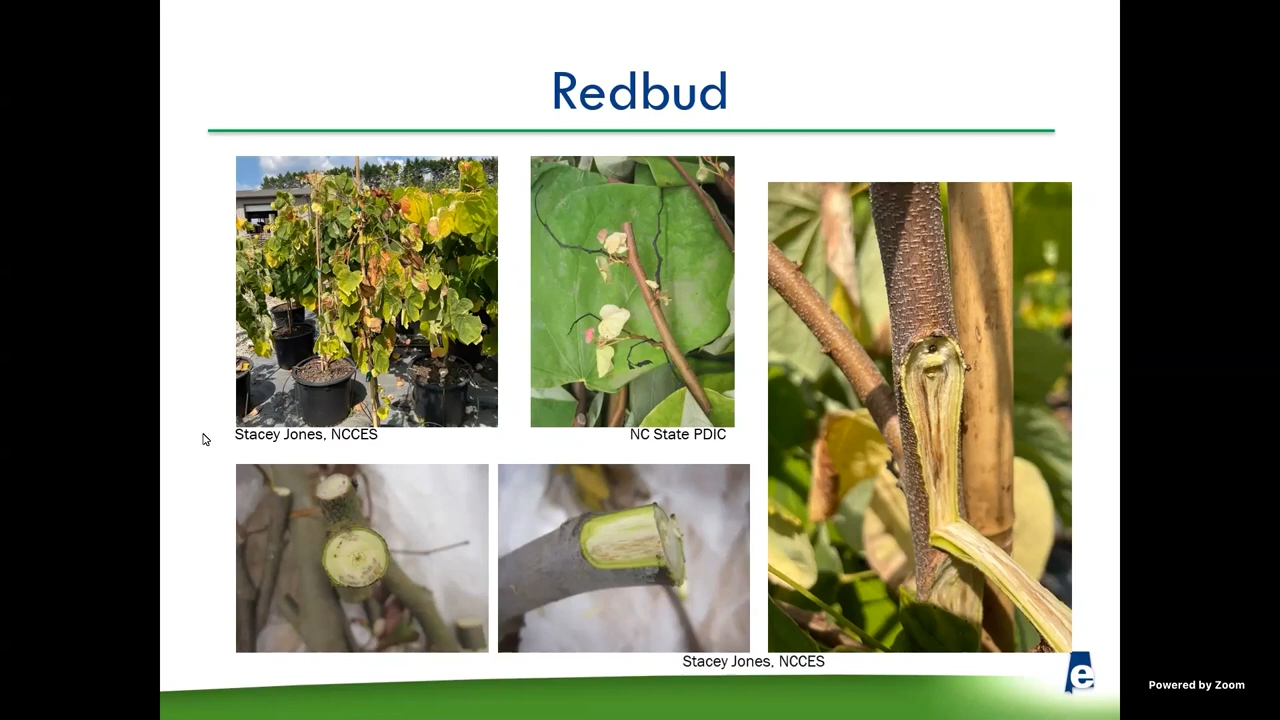 Redbud
Stacey Jones, NCCES
NC State PDIC
Stacey Jones, NCCES
e
Powered by Zoom